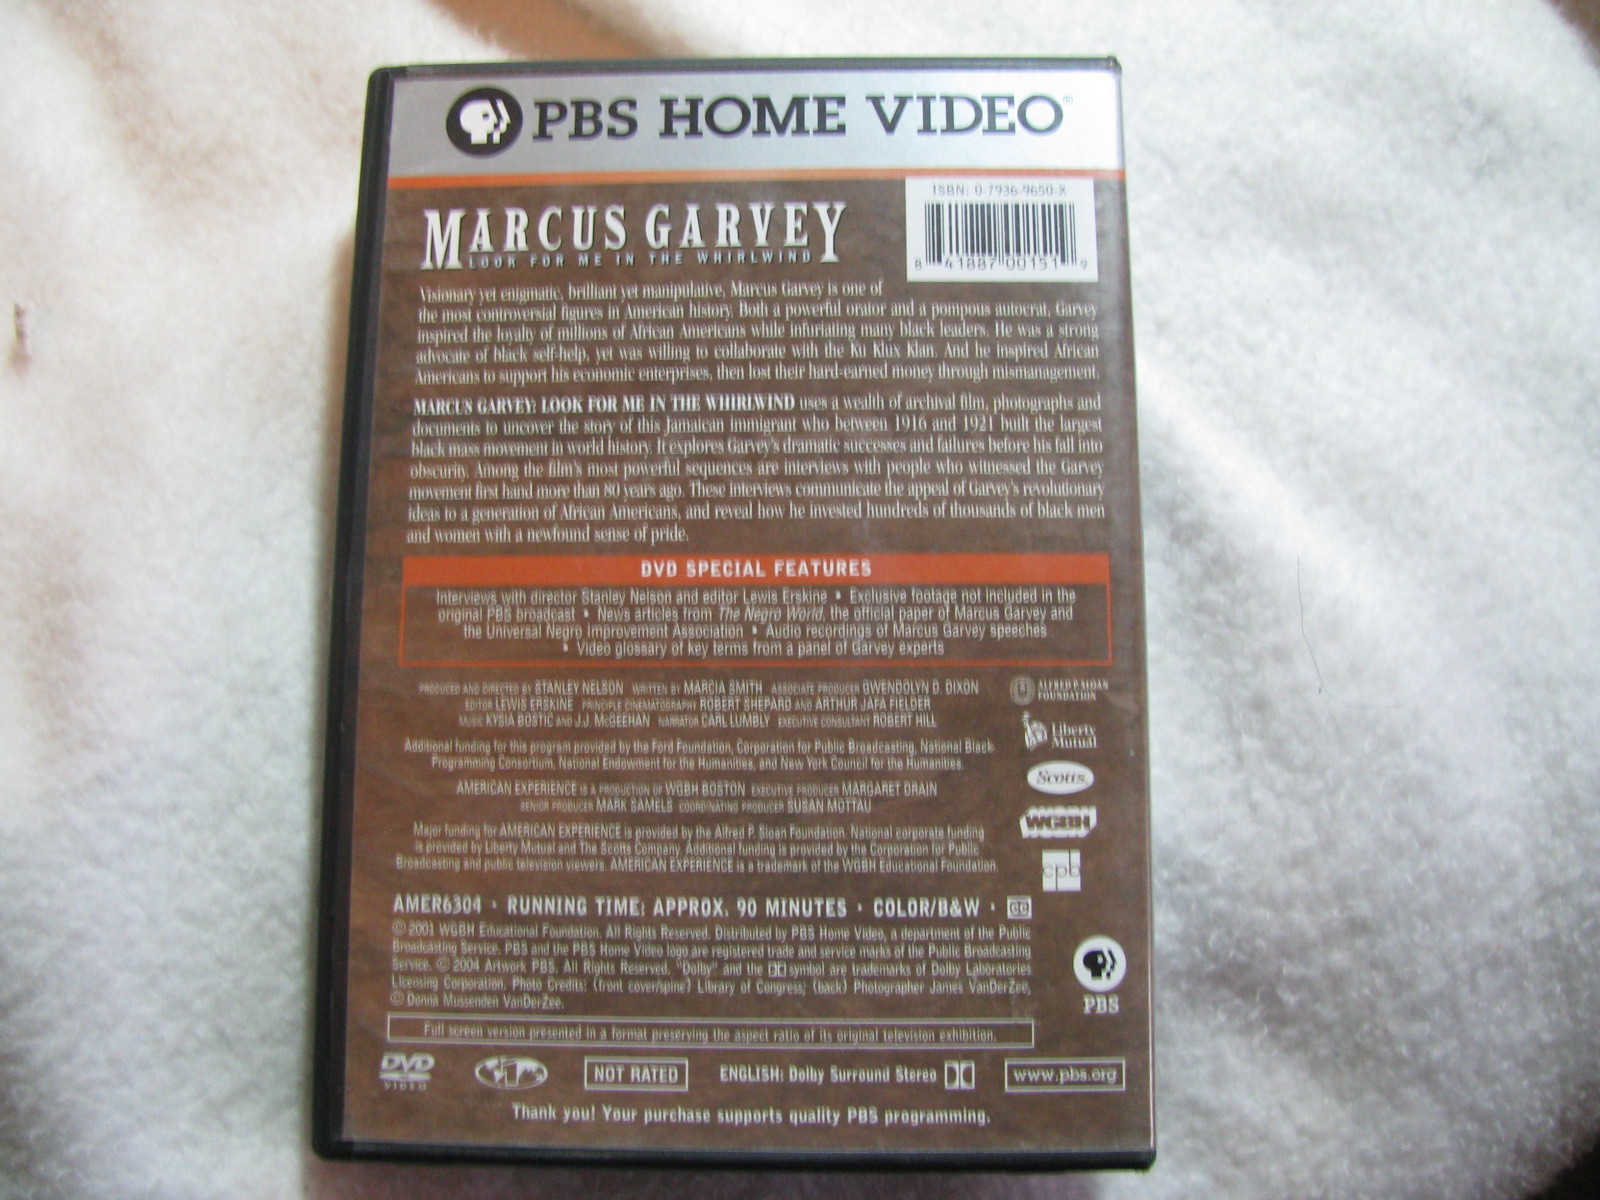 PBS HOME VIDEO®
ISBN: 0-7936-9650-X
8 41887 00151 9
MARCUS GARVEY
LOOK FOR ME IN THE WHIRLWIND
Visionary yet enigmatic, brilliant yet manipulative, Marcus Garvey is one of
the most controversial figures in American history. Both a powerful orator and a pompous autocrat, Garvey
inspired the loyalty of millions of African Americans while infuriating many black leaders. He was a strong
advocate of black self-help, yet was willing to collaborate with the Ku Klux Klan. And he inspired African
Americans to support his economic enterprises, then lost their hard-earned money through mismanagement.
MARCUS GARVEY: LOOK FOR ME IN THE WHIRLWIND uses a wealth of archival film, photographs and
documents to uncover the story of this Jamaican immigrant who between 1916 and 1921 built the largest
black mass movement in world history. It explores Garvey's dramatic successes and failures before his fall into
obscurity. Among the film's most powerful sequences are interviews with people who witnessed the Garvey
movement first hand more than 80 years ago. These interviews communicate the appeal of Garvey's revolutionary
ideas to a generation of African Americans, and reveal how he invested hundreds of thousands of black men
and women with a newfound sense of pride.
DVD SPECIAL FEATURES
Interviews with director Stanley Nelson and editor Lewis Erskine • Exclusive footage not included in the
original PBS broadcast • News articles from The Negro World, the official paper of Marcus Garvey and
the Universal Negro Improvement Association • Audio recordings of Marcus Garvey speeches
• Video glossary of key terms from a panel of Garvey experts
PRODUCED AND DIRECTED BY STANLEY NELSON WRITTEN BY MARCIA SMITH ASSOCIATE PRODUCER GWENDOLYN D. DIXON
EDITOR LEWIS ERSKINE PRINCIPLE CINEMATOGRAPHY ROBERT SHEPARD AND ARTHUR JAFA FIELDER
MUSIC KYSIA BOSTIC AND J.J. McGEEHAN NARRATOR CARL LUMBLY EXECUTIVE CONSULTANT ROBERT HILL
Additional funding for this program provided by the Ford Foundation, Corporation for Public Broadcasting, National Black
Programming Consortium, National Endowment for the Humanities, and New York Council for the Humanities.
AMERICAN EXPERIENCE IS A PRODUCTION OF WGBH BOSTON EXECUTIVE PRODUCER MARGARET DRAIN
SENIOR PRODUCER MARK SAMELS COORDINATING PRODUCER SUSAN MOTTAU
Major funding for AMERICAN EXPERIENCE is provided by the Alfred P. Sloan Foundation. National corporate funding
is provided by Liberty Mutual and The Scotts Company. Additional funding is provided by the Corporation for Public
Broadcasting and public television viewers. AMERICAN EXPERIENCE is a trademark of the WGBH Educational Foundation.
ALFRED P. SLOAN
FOUNDATION
Liberty
Mutual
Scotts
WGBH
cpb
AMER6304 • RUNNING TIME: APPROX. 90 MINUTES • COLOR/B&W • CC
© 2001 WGBH Educational Foundation. All Rights Reserved. Distributed by PBS Home Video, a department of the Public
Broadcasting Service. PBS and the PBS Home Video logo are registered trade and service marks of the Public Broadcasting
Service. © 2004 Artwork PBS. All Rights Reserved. "Dolby" and the symbol are trademarks of Dolby Laboratories
Licensing Corporation. Photo Credits: (front cover/spine) Library of Congress; (back) Photographer James VanDerZee,
© Donna Mussenden VanDerZee.
PBS
Full screen version presented in a format preserving the aspect ratio of its original television exhibition.
DVD
VIDEO
1
NOT RATED
ENGLISH: Dolby Surround Stereo
www.pbs.org
Thank you! Your purchase supports quality PBS programming.